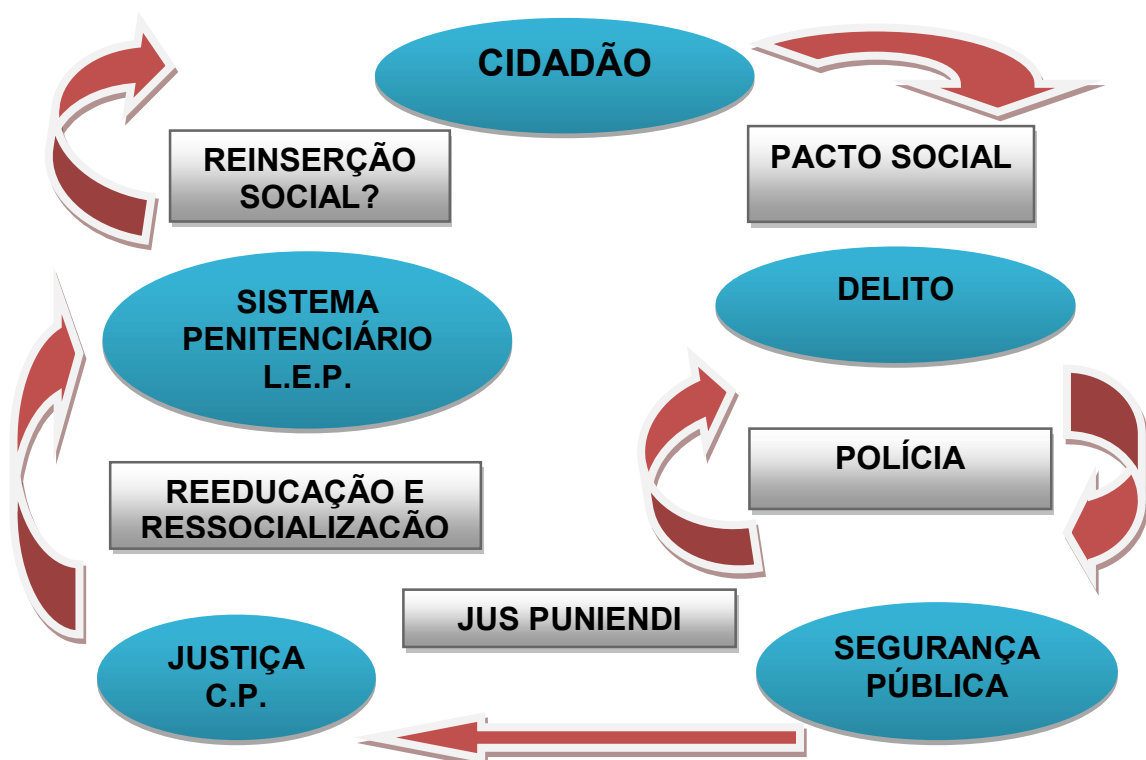 CIDADÃO
REINSERÇÃO
SOCIAL?
PACTO SOCIAL
SISTEMA
PENITENCIÁRIO
L.E.P.
DELITO
POLÍCIA
REEDUCAÇÃO E
RESSOCIALIZACÃO
JUS PUNIENDI
JUSTIÇA
C.P.
SEGURANÇA
PÚBLICA